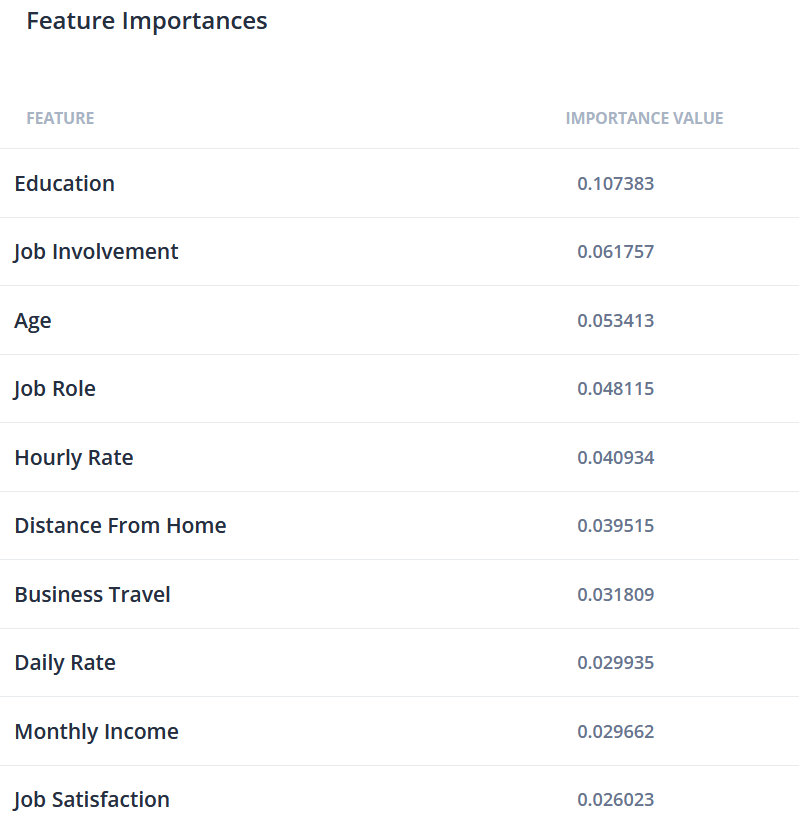 Feature Importances
FEATURE IMPORTANCE VALUE
Education 0.107383
Job Involvement 0.061757
Age 0.053413
Job Role 0.048115
Hourly Rate 0.040934
Distance From Home 0.039515
Business Travel 0.031809
Daily Rate 0.029935
Monthly Income 0.029662
Job Satisfaction 0.026023